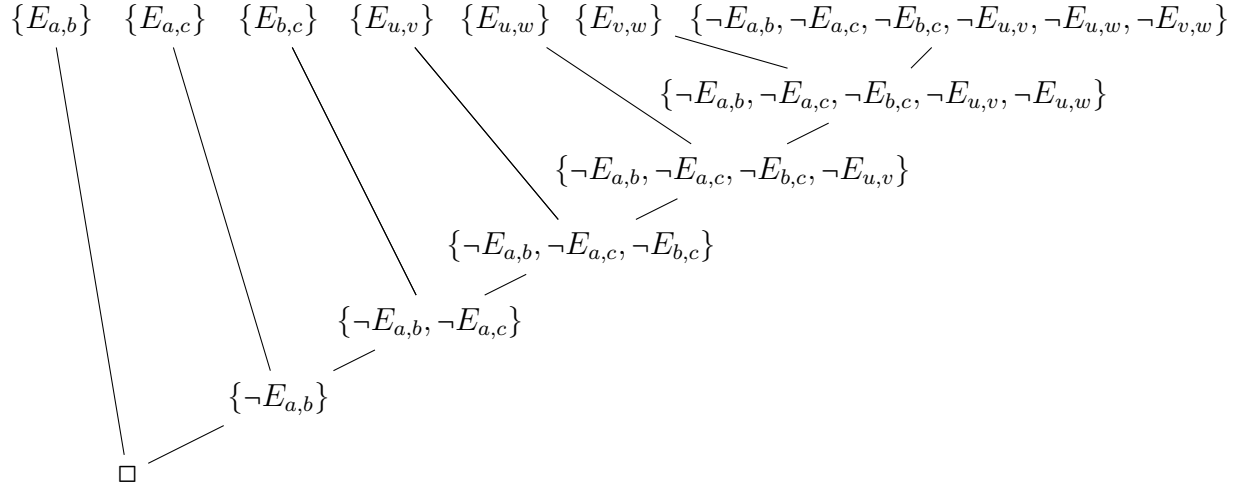 {E_{a,b}} {E_{a,c}} {E_{b,c}} {E_{u,v}} {E_{u,w}} {E_{v,w}} {¬E_{a,b}, ¬E_{a,c}, ¬E_{b,c}, ¬E_{u,v}, ¬E_{u,w}, ¬E_{v,w}}
{¬E_{a,b}, ¬E_{a,c}, ¬E_{b,c}, ¬E_{u,v}, ¬E_{u,w}}
{¬E_{a,b}, ¬E_{a,c}, ¬E_{b,c}, ¬E_{u,v}}
{¬E_{a,b}, ¬E_{a,c}, ¬E_{b,c}}
{¬E_{a,b}, ¬E_{a,c}}
{¬E_{a,b}}
□